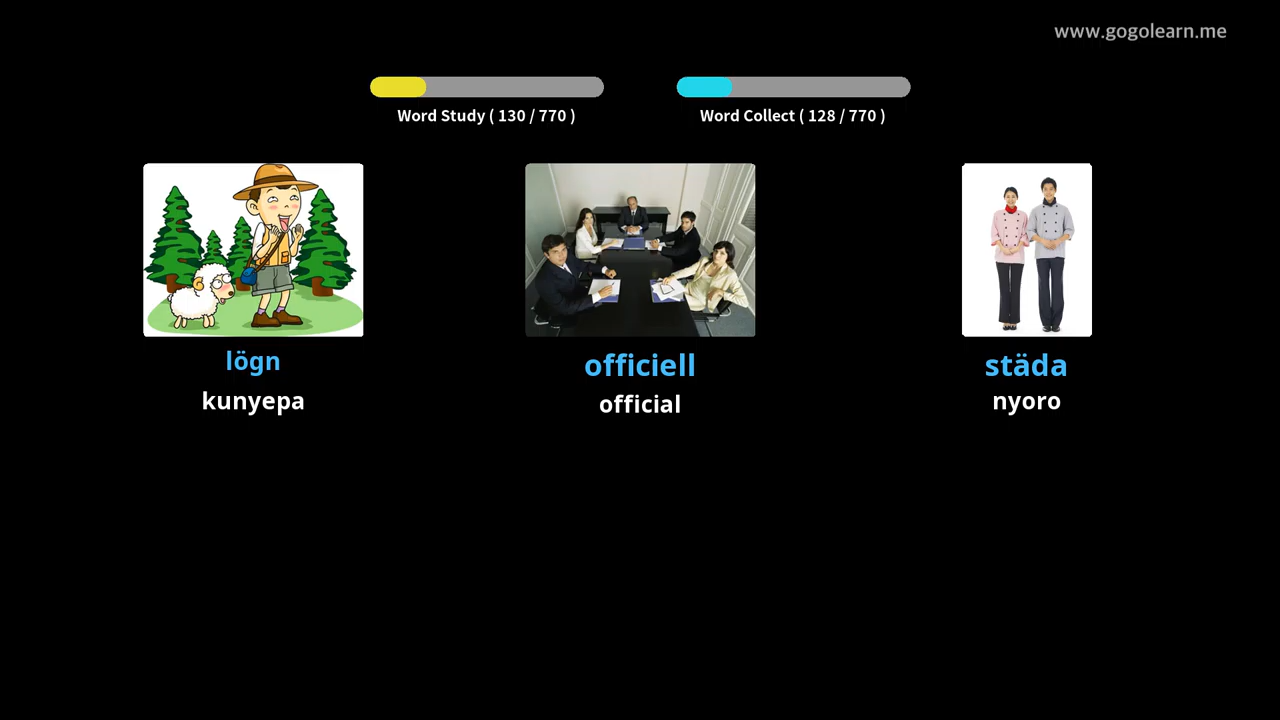 www.gogolearn.me
Word Study ( 130 / 770 )
Word Collect ( 128 / 770 )
lögn
kunyepa
officiell
official
städa
nyoro